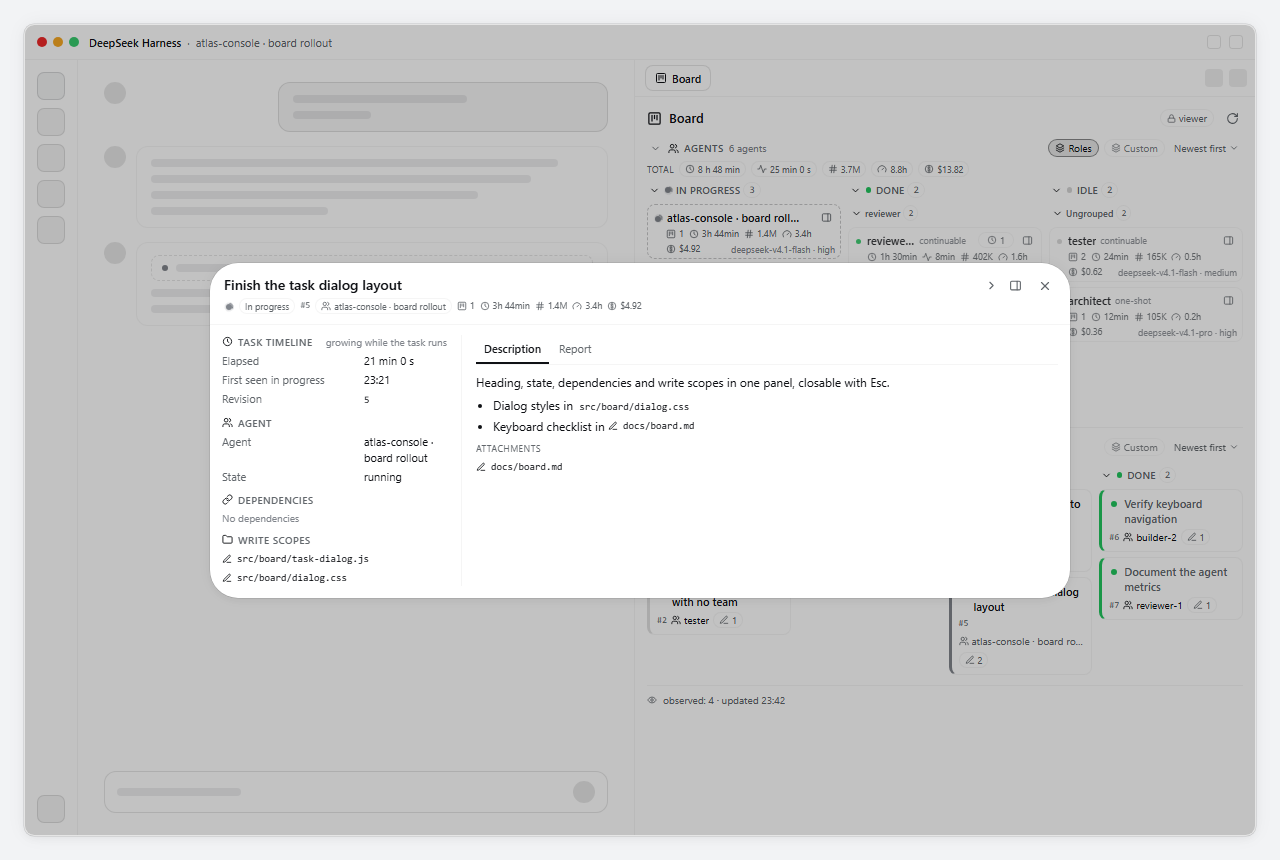 DeepSeek Harness · atlas-console · board rollout
Board
Board
viewer
AGENTS 6 agents
Roles Custom Newest first
TOTAL 8 h 48 min 25 min 0 s 3.7M 8.8h $13.82
IN PROGRESS 3
atlas-console · board roll...
1 3h 44min 1.4M 3.4h
$4.92 deepseek-v4.1-flash · high
DONE 2
reviewer 2
reviewe... continuable 1
1h 30min 8min 402K 1.6h
IDLE 2
Ungrouped 2
tester continuable
2 24min 165K 0.5h
$0.62 deepseek-v4.1-flash · medium
architect one-shot
1 12min 105K 0.2h
$0.36 deepseek-v4.1-pro · high
Finish the task dialog layout
In progress #5 atlas-console · board rollout 1 3h 44min 1.4M 3.4h $4.92
TASK TIMELINE growing while the task runs
Elapsed 21 min 0 s
First seen in progress 23:21
Revision 5
AGENT
Agent atlas-console ·
board rollout
State running
DEPENDENCIES
No dependencies
WRITE SCOPES
src/board/task-dialog.js
src/board/dialog.css
Description Report
Heading, state, dependencies and write scopes in one panel, closable with Esc.
• Dialog styles in src/board/dialog.css
• Keyboard checklist in docs/board.md
ATTACHMENTS
docs/board.md
Custom Newest first
with no team
#2 tester 1
to
alog
layout
#5
atlas-console · board ro...
2
DONE 2
Verify keyboard
navigation
#6 builder-2 1
Document the agent
metrics
#7 reviewer-1 1
observed: 4 · updated 23:42